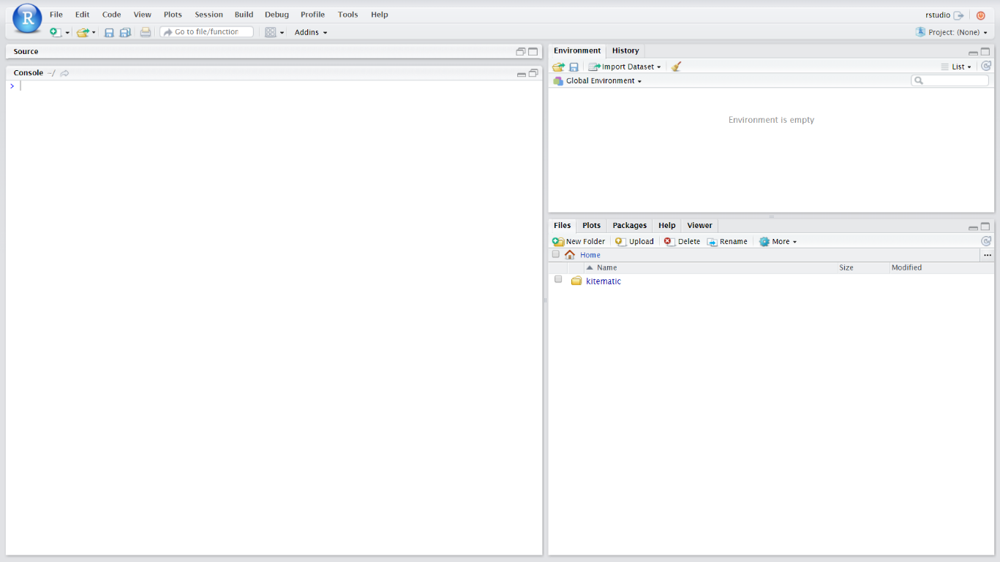 R
File Edit Code View Plots Session Build Debug Profile Tools Help
rstudio
Go to file/function
Addins
Project: (None)
Source
Console ~/
>
Environment History
Import Dataset
List
Global Environment
Environment is empty
Files Plots Packages Help Viewer
New Folder Upload Delete Rename More
Home
...
Name Size Modified
kitematic